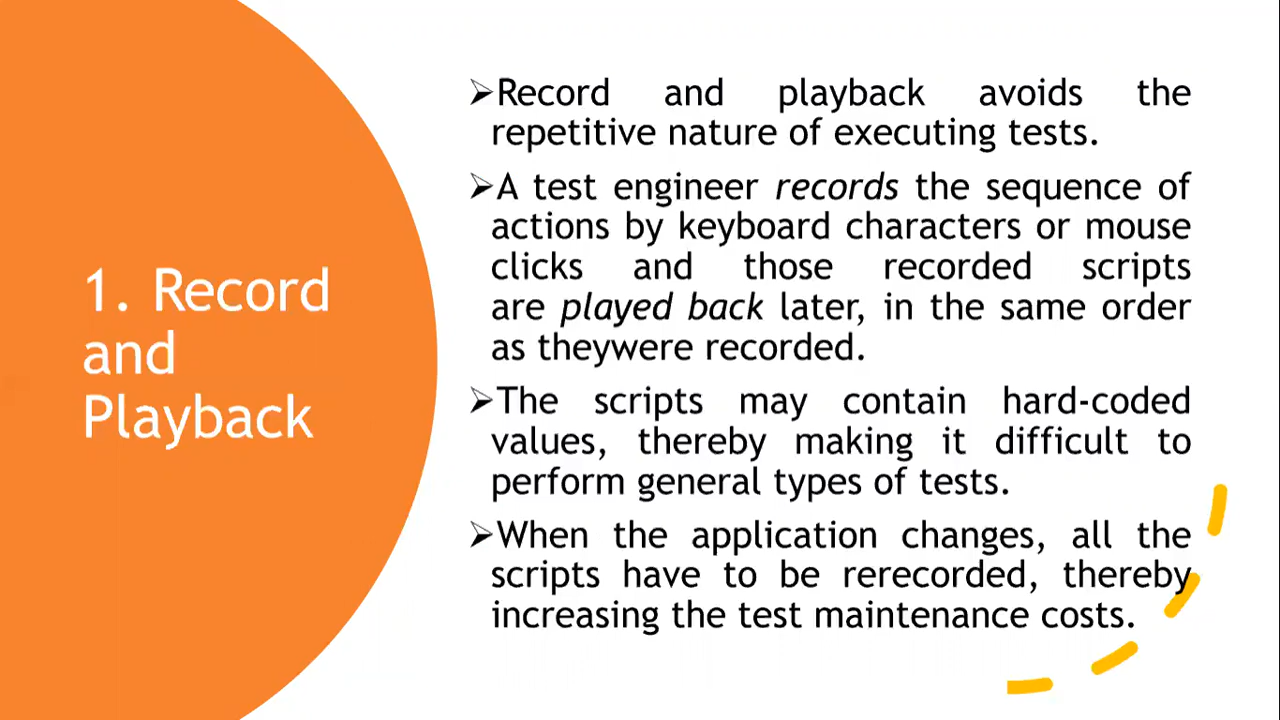 1. Record
and
Playback
➢Record and playback avoids the
repetitive nature of executing tests.
➢A test engineer records the sequence of
actions by keyboard characters or mouse
clicks and those recorded scripts
are played back later, in the same order
as theywere recorded.
➢The scripts may contain hard-coded
values, thereby making it difficult to
perform general types of tests.
➢When the application changes, all the
scripts have to be rerecorded, thereby
increasing the test maintenance costs.